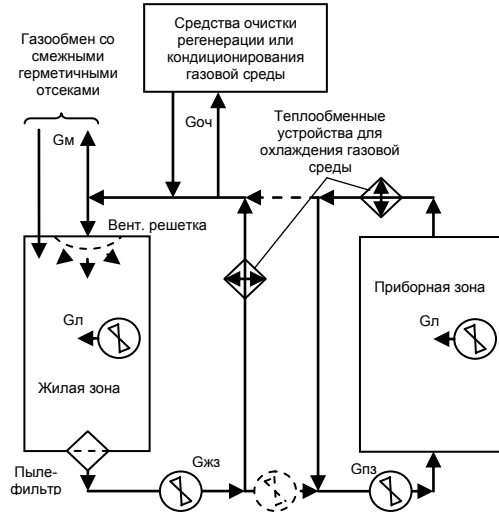 Средства очистки
регенерации или
кондиционирования
газовой среды
Газообмен со
смежными
герметичными
отсеками
Gм
Gоч
Теплообменные
устройства для
охлаждения газовой
среды
Вент. решетка
Приборная зона
Gл
Gл
Жилая зона
Пыле-
фильтр
Gжз
Gпз